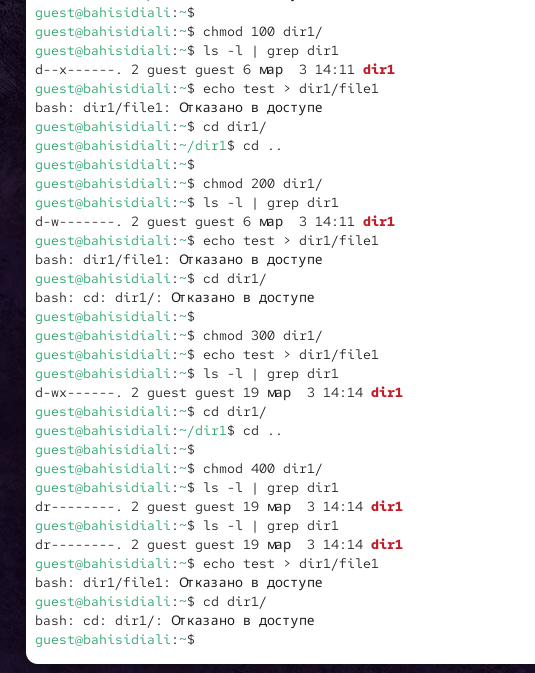 guest@bahisidiali:~$
guest@bahisidiali:~$ chmod 100 dir1/
guest@bahisidiali:~$ ls -l | grep dir1
d--x------. 2 guest guest 6 мар  3 14:11 dir1
guest@bahisidiali:~$ echo test > dir1/file1
bash: dir1/file1: Отказано в доступе
guest@bahisidiali:~$ cd dir1/
guest@bahisidiali:~/dir1$ cd ..
guest@bahisidiali:~$
guest@bahisidiali:~$ chmod 200 dir1/
guest@bahisidiali:~$ ls -l | grep dir1
d-w-------. 2 guest guest 6 мар  3 14:11 dir1
guest@bahisidiali:~$ echo test > dir1/file1
bash: dir1/file1: Отказано в доступе
guest@bahisidiali:~$ cd dir1/
bash: cd: dir1/: Отказано в доступе
guest@bahisidiali:~$
guest@bahisidiali:~$ chmod 300 dir1/
guest@bahisidiali:~$ echo test > dir1/file1
guest@bahisidiali:~$ ls -l | grep dir1
d-wx------. 2 guest guest 19 мар  3 14:14 dir1
guest@bahisidiali:~$ cd dir1/
guest@bahisidiali:~/dir1$ cd ..
guest@bahisidiali:~$
guest@bahisidiali:~$ chmod 400 dir1/
guest@bahisidiali:~$ ls -l | grep dir1
dr--------. 2 guest guest 19 мар  3 14:14 dir1
guest@bahisidiali:~$ ls -l | grep dir1
dr--------. 2 guest guest 19 мар  3 14:14 dir1
guest@bahisidiali:~$ echo test > dir1/file1
bash: dir1/file1: Отказано в доступе
guest@bahisidiali:~$ cd dir1/
bash: cd: dir1/: Отказано в доступе
guest@bahisidiali:~$